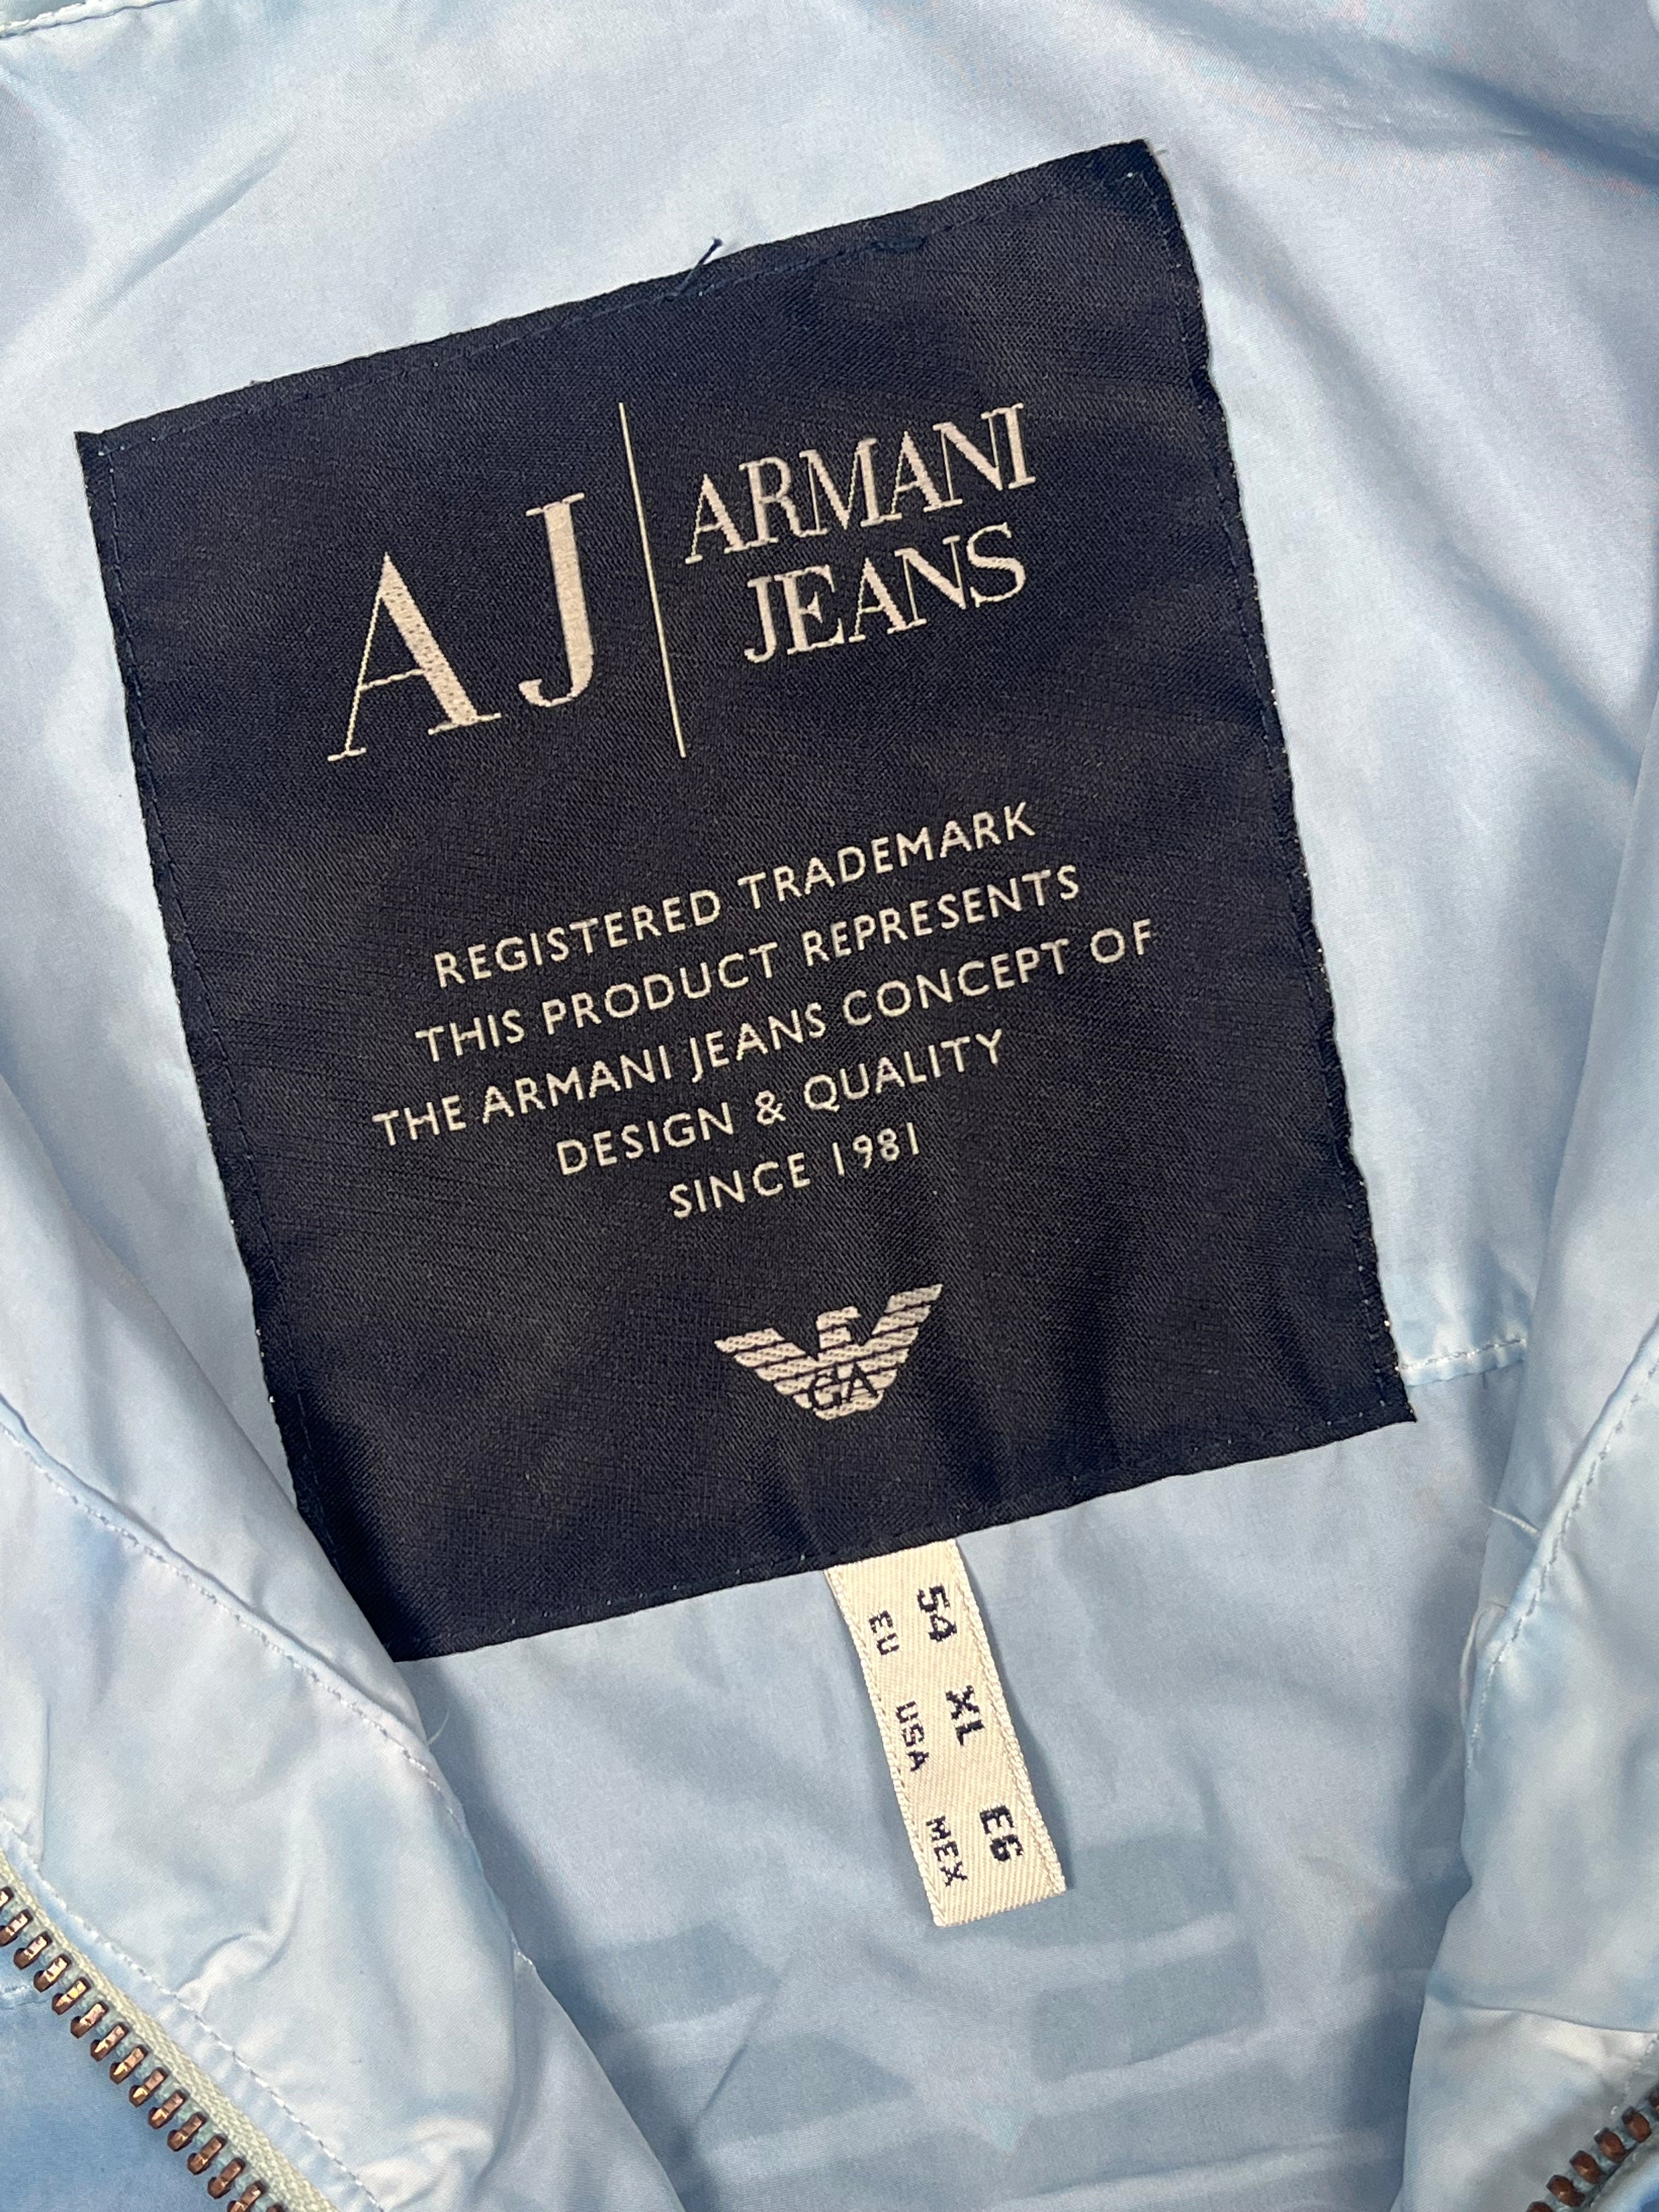 AJ
ARMANI
JEANS
REGISTERED TRADEMARK
THIS PRODUCT REPRESENTS
THE ARMANI JEANS CONCEPT OF
DESIGN & QUALITY
SINCE 1981
GA
54 XL EG
EU USA MEX